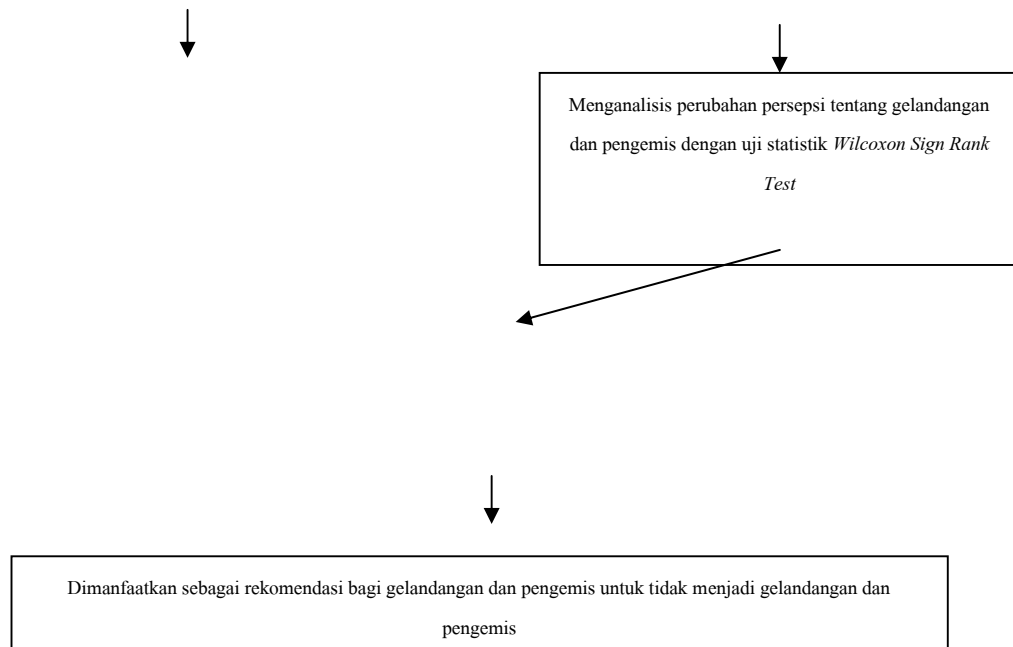 Menganalisis perubahan persepsi tentang gelandangan
dan pengemis dengan uji statistik Wilcoxon Sign Rank
Test
Dimanfaatkan sebagai rekomendasi bagi gelandangan dan pengemis untuk tidak menjadi gelandangan dan
pengemis